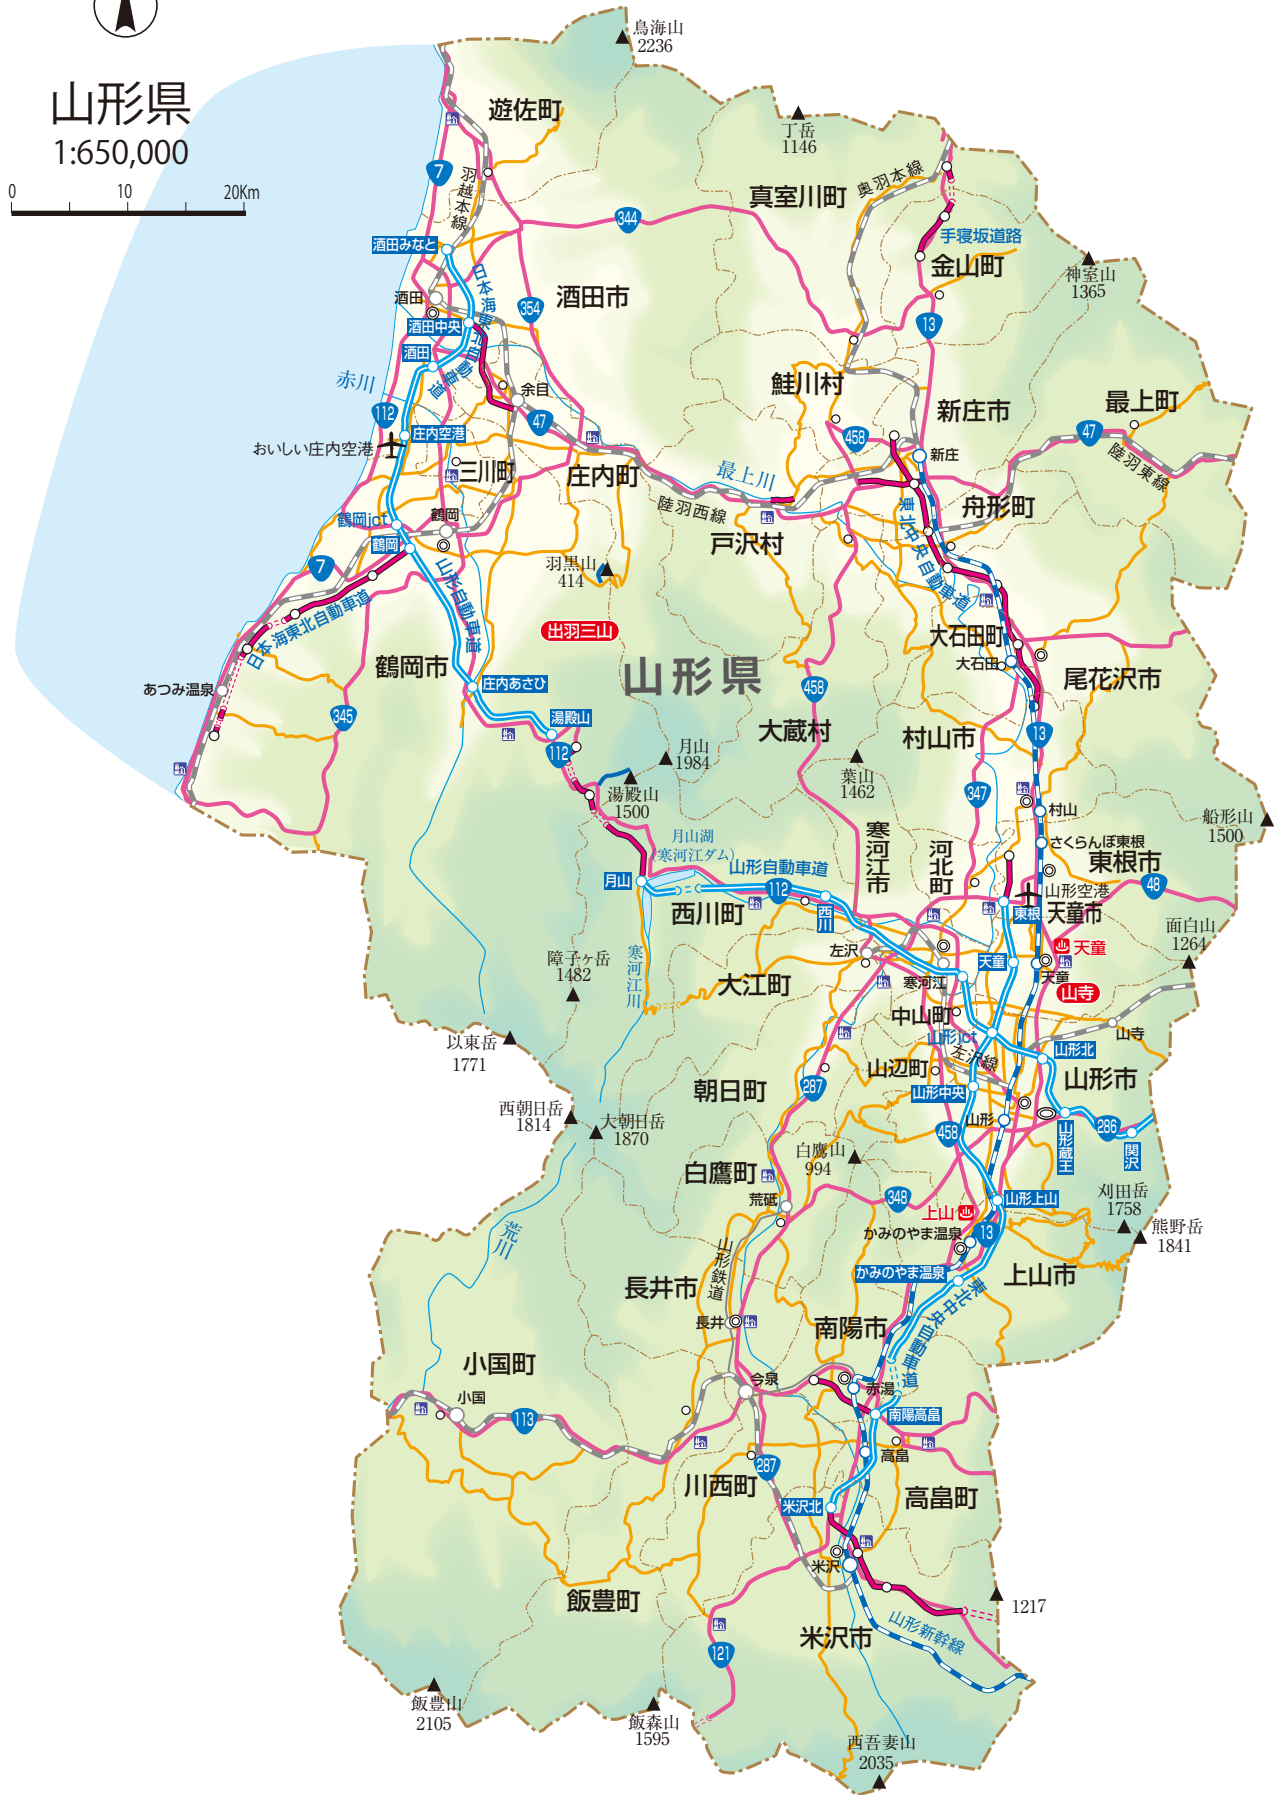 山形県
1:650,000
0 10 20Km
鳥海山
2236
遊佐町
丁岳
1146
7
羽越本線
真室川町
奥羽本線
344
手寝坂道路
金山町
酒田みなと
神室山
1365
日本海東北自動車道
酒田市
酒田
354
13
酒田中央
酒田
赤川
鮭川村
余目
最上町
新庄市
112
庄内空港
47
47
458
おいしい庄内空港
新庄
陸羽東線
三川町
庄内町
最上川
陸羽西線
舟形町
鶴岡jct
鶴岡
戸沢村
東北中央自動車道
鶴岡
羽黒山
414
7
山形自動車道
日本海東北自動車道
出羽三山
大石田町
大石田
鶴岡市
山形県
尾花沢市
あつみ温泉
庄内あさひ
458
345
湯殿山
大蔵村
村山市
13
112
月山
1984
葉山
1462
湯殿山
1500
347
村山
船形山
1500
月山湖
(寒河江ダム)
寒河江市
河北町
さくらんぼ東根
東根市
山形自動車道
月山
112
48
西川
山形空港
西川町
東根
天童市
面白山
1264
左沢
天童
障子ヶ岳
1482
寒河江川
天童
大江町
寒河江
天童
山寺
中山町
以東岳
1771
山形jct
左沢線
山寺
山形北
山辺町
山形市
朝日町
287
山形中央
西朝日岳
1814
大朝日岳
1870
山形
458
286
山形蔵王
関沢
白鷹山
994
白鷹町
荒砥
348
山形上山
刈田岳
1758
上山
荒川
かみのやま温泉
13
熊野岳
1841
山形鉄道
かみのやま温泉
上山市
長井市
長井
南陽市
東北中央自動車道
小国町
小国
今泉
赤湯
113
南陽高畠
高畠
287
川西町
高畠町
米沢北
米沢
飯豊町
1217
米沢市
山形新幹線
121
飯豊山
2105
飯森山
1595
西吾妻山
2035